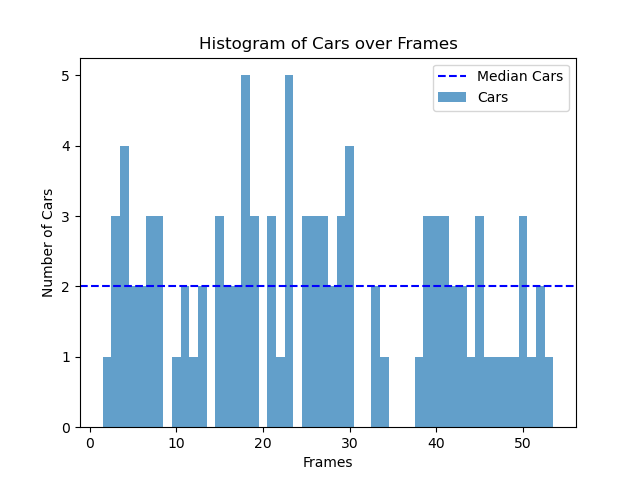 Histogram of Cars over Frames
Median Cars
Cars
Number of Cars
5
4
3
2
1
0
0 10 20 30 40 50
Frames